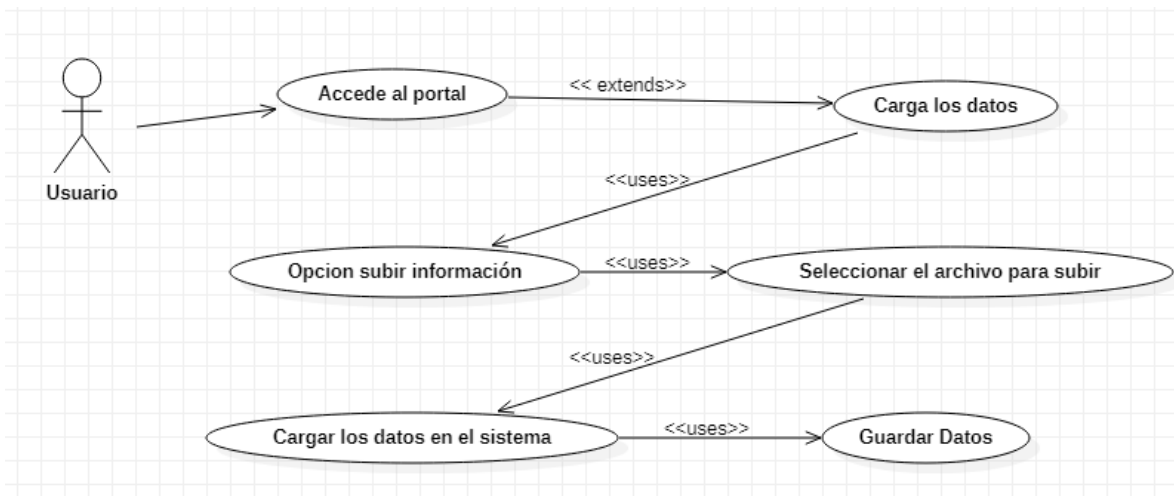 Accede al portal
<< extends>>
Carga los datos
Usuario
<<uses>>
Opcion subir información
<<uses>>
Seleccionar el archivo para subir
<<uses>>
Cargar los datos en el sistema
<<uses>>
Guardar Datos